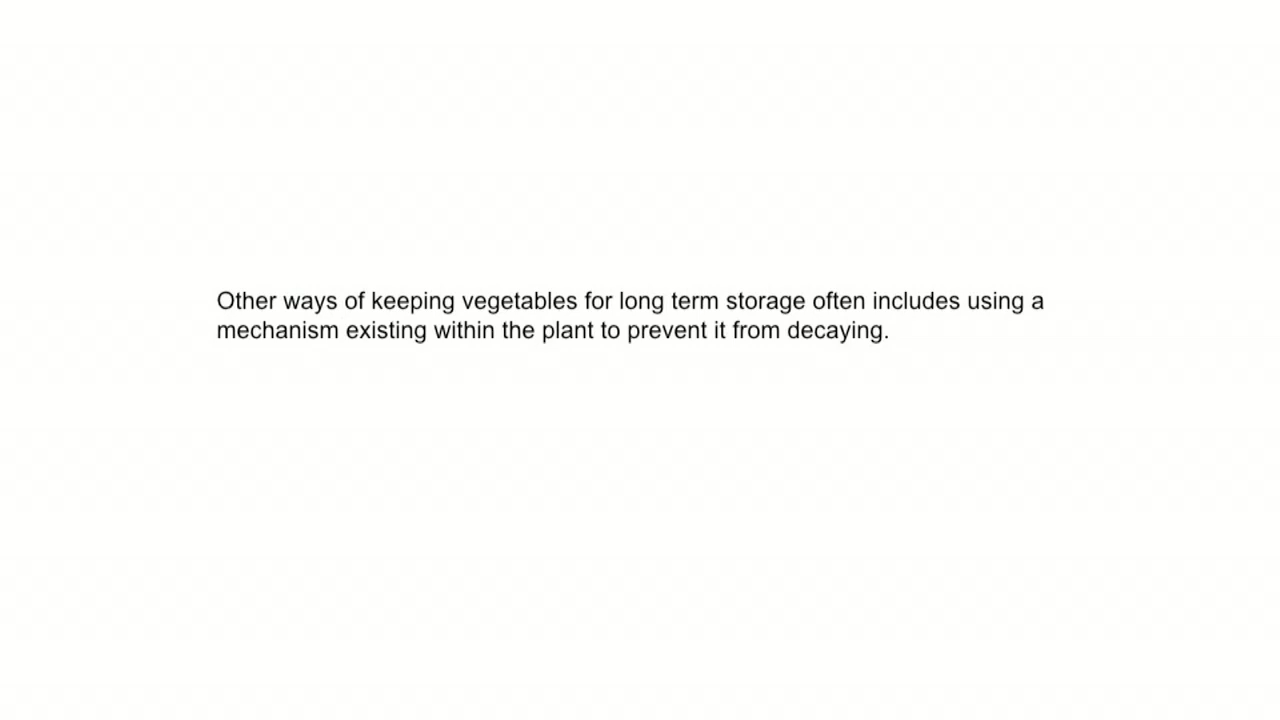 Other ways of keeping vegetables for long term storage often includes using a
mechanism existing within the plant to prevent it from decaying.